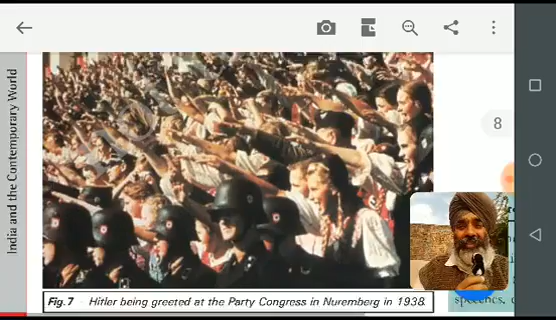 India and the Contemporary World
8
Fig.7 Hitler being greeted at the Party Congress in Nuremberg in 1938.
speeches,